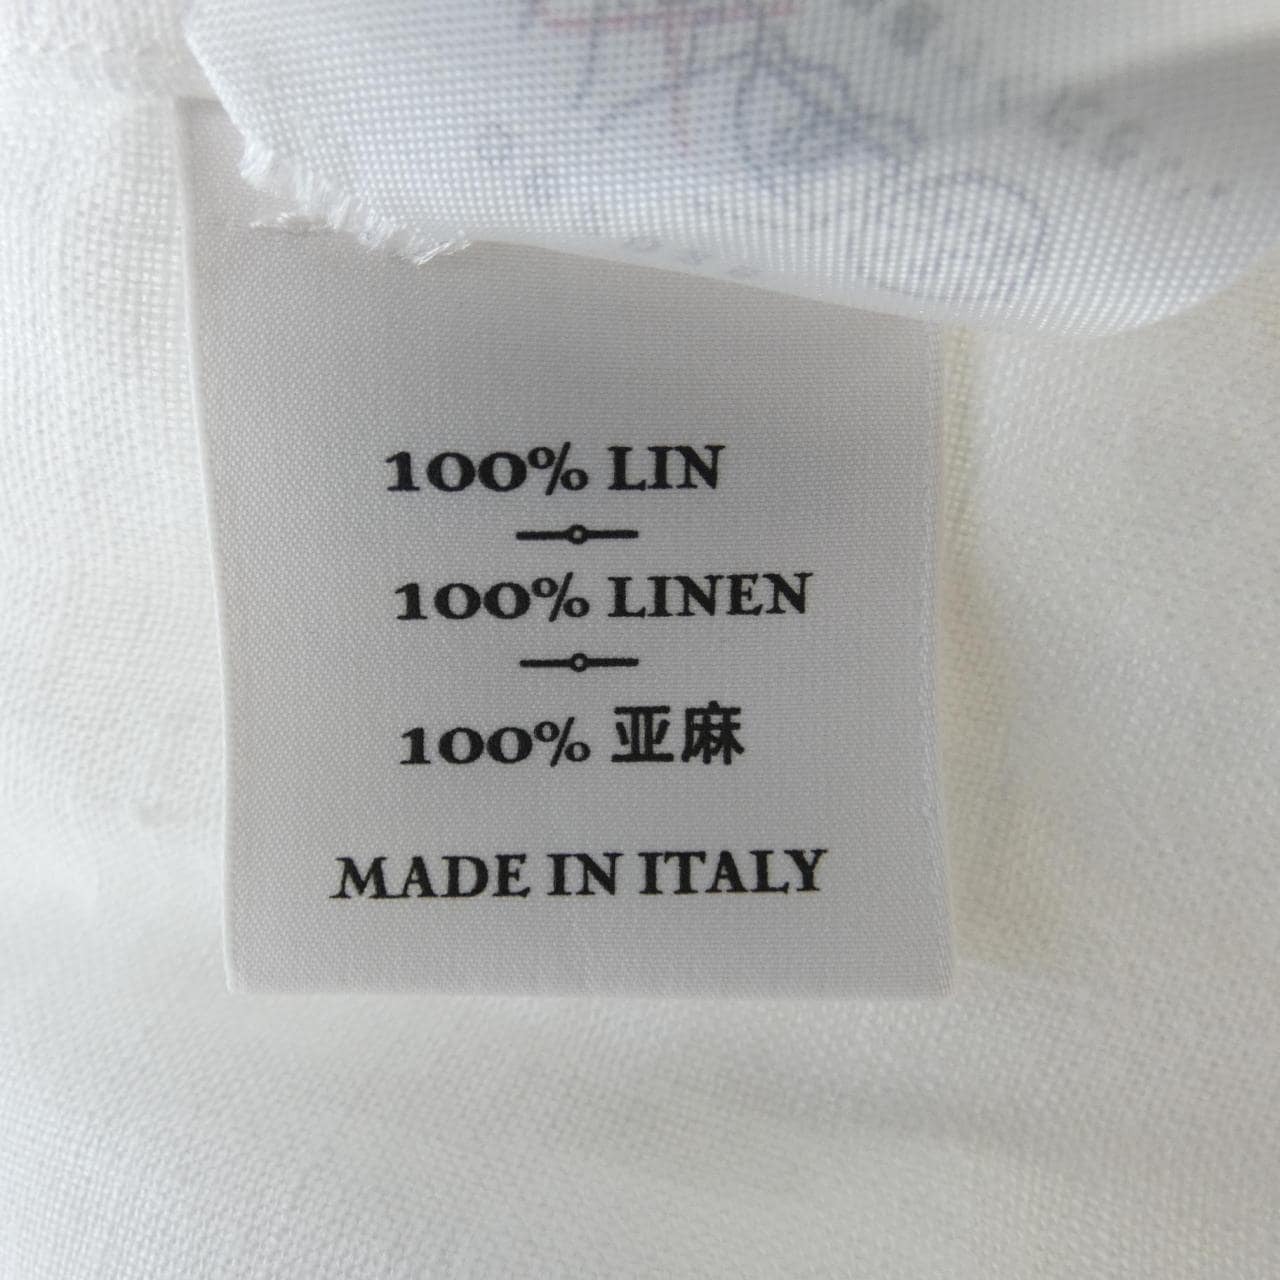 100% LIN
100% LINEN
100% 亚麻
MADE IN ITALY